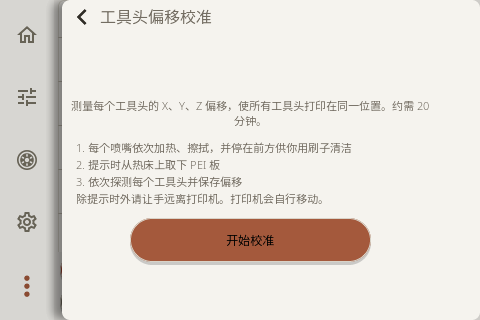 工具头偏移校准
测量每个工具头的 X、Y、Z 偏移，使所有工具头打印在同一位置。约需 20
分钟。
1. 每个喷嘴依次加热、擦拭，并停在前方供你用刷子清洁
2. 提示时从热床上取下 PEI 板
3. 依次探测每个工具头并保存偏移
除提示时外请让手远离打印机。打印机会自行移动。
开始校准